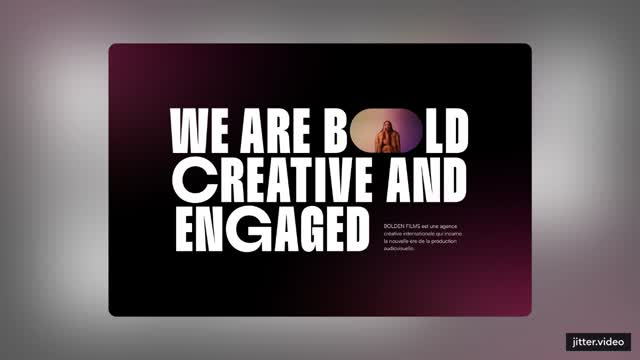 WE ARE B LD
CREATIVE AND
ENGAGED
BOLDEN FILMS est une agence
créative internationale qui incarne
la nouvelle ère de la production
audiovisuelle.
jitter.video